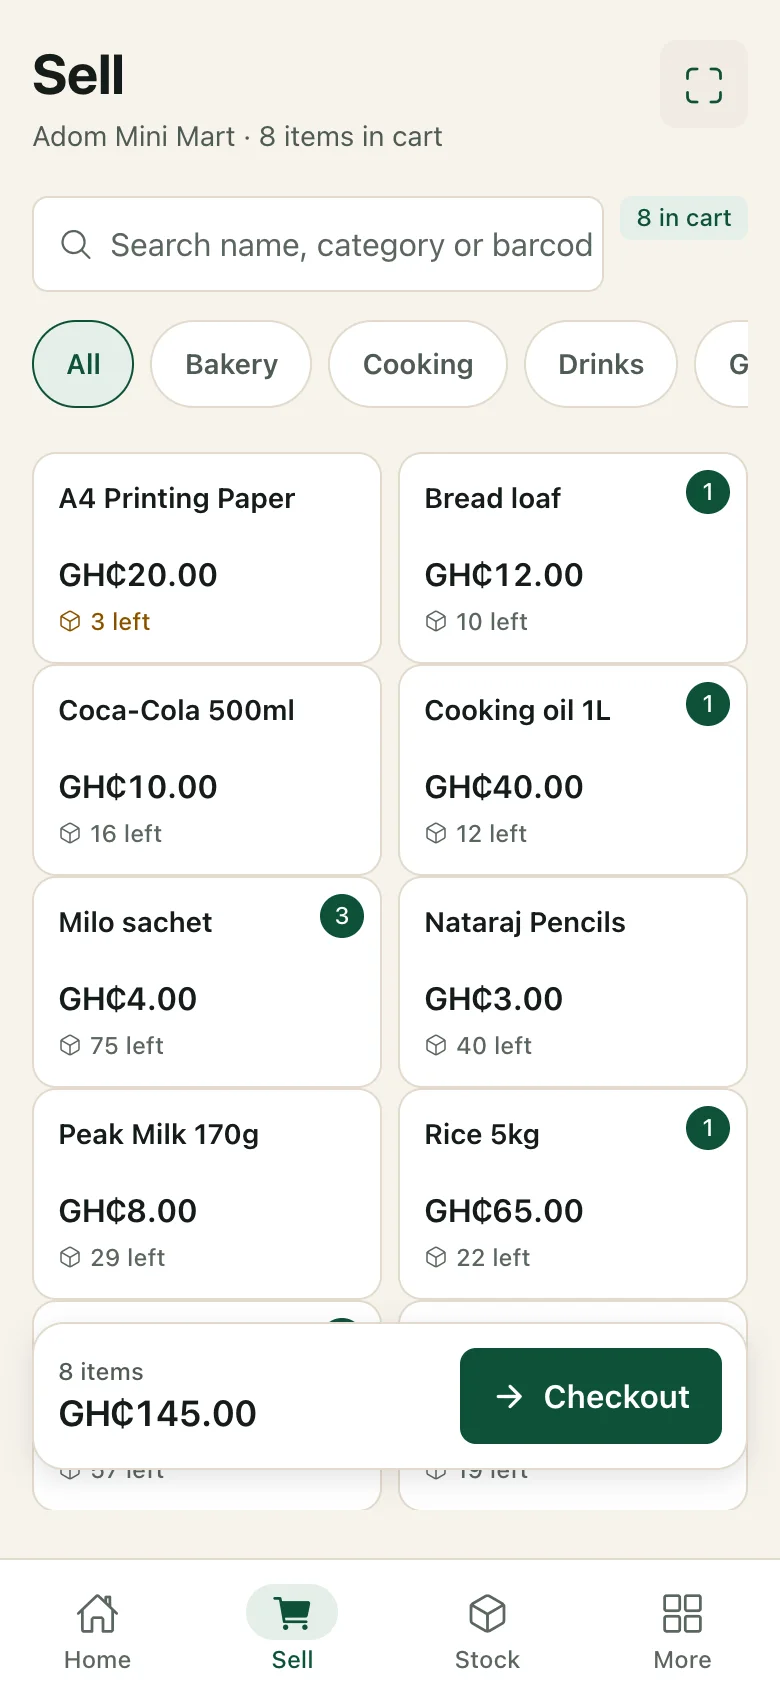 Sell
Adom Mini Mart · 8 items in cart
Search name, category or barcod
8 in cart
All
Bakery
Cooking
Drinks
G
A4 Printing Paper
GH₵20.00
3 left
Bread loaf
1
GH₵12.00
10 left
Coca-Cola 500ml
GH₵10.00
16 left
Cooking oil 1L
1
GH₵40.00
12 left
Milo sachet
3
GH₵4.00
75 left
Nataraj Pencils
GH₵3.00
40 left
Peak Milk 170g
GH₵8.00
29 left
Rice 5kg
1
GH₵65.00
22 left
8 items
GH₵145.00
Checkout
57 left
19 left
Home
Sell
Stock
More